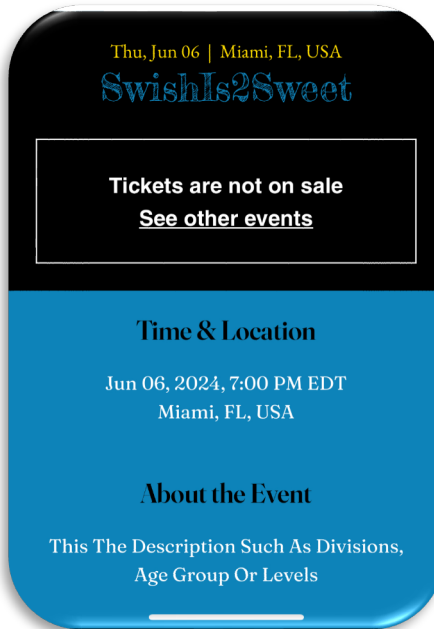 Thu, Jun 06 | Miami, FL, USA
SwishIs2Sweet
Tickets are not on sale
See other events
Time & Location
Jun 06, 2024, 7:00 PM EDT
Miami, FL, USA
About the Event
This The Description Such As Divisions,
Age Group Or Levels